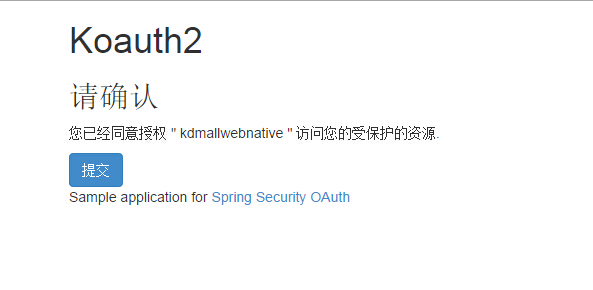 Koauth2
请确认
您已经同意授权 " kdmallwebnative " 访问您的受保护的资源.
提交
Sample application for Spring Security OAuth